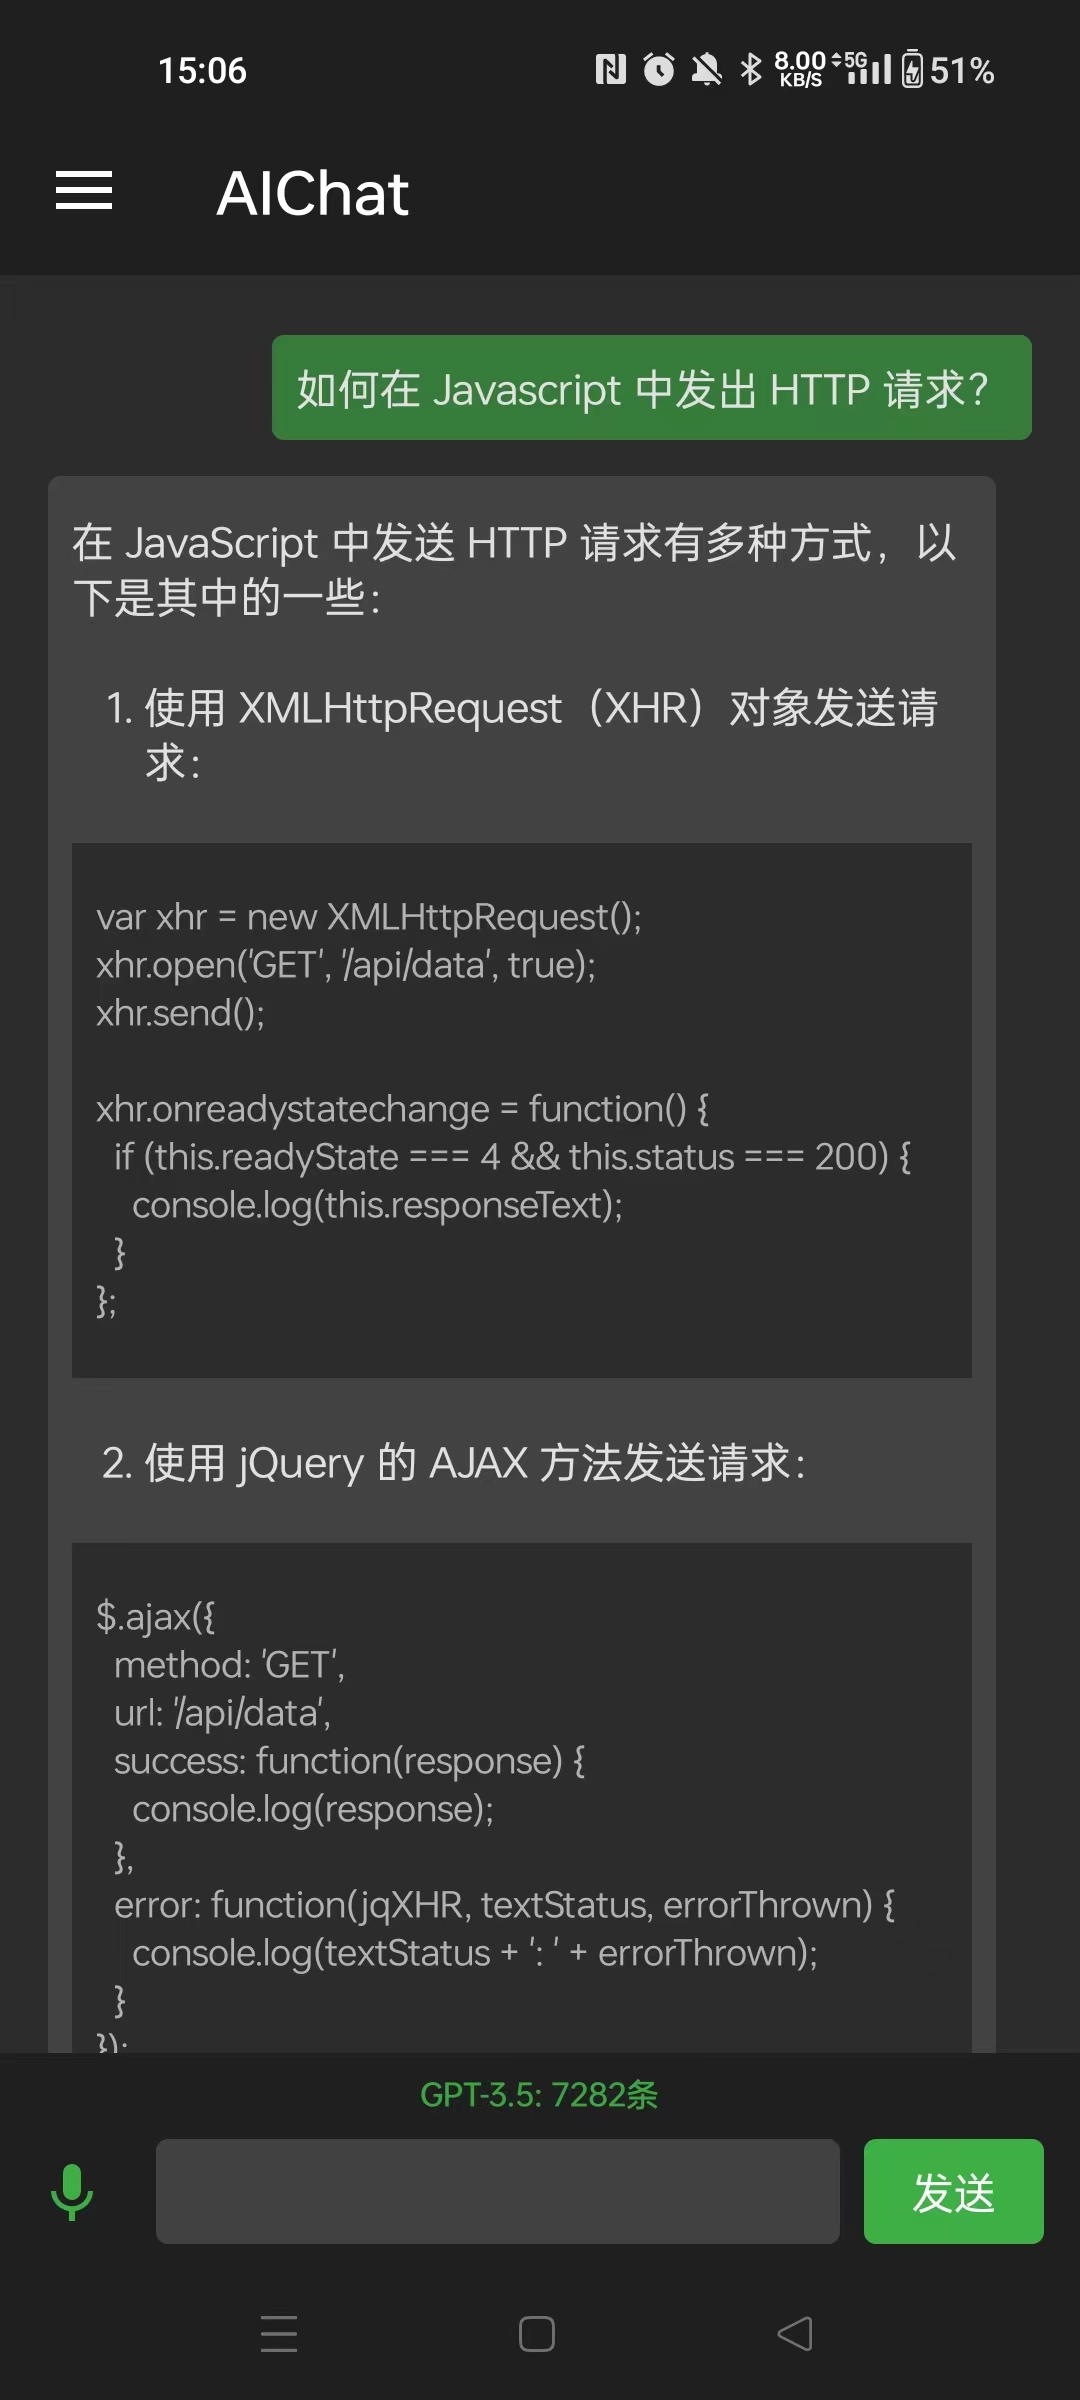 15:06
8.00 KB/S 5G 51%
AIChat
如何在 Javascript 中发出 HTTP 请求？
在 JavaScript 中发送 HTTP 请求有多种方式，以
下是其中的一些：
1. 使用 XMLHttpRequest（XHR）对象发送请
求：
var xhr = new XMLHttpRequest();
xhr.open('GET', '/api/data', true);
xhr.send();
xhr.onreadystatechange = function() {
  if (this.readyState === 4 && this.status === 200) {
    console.log(this.responseText);
  }
};
2. 使用 jQuery 的 AJAX 方法发送请求：
$.ajax({
  method: 'GET',
  url: '/api/data',
  success: function(response) {
    console.log(response);
  },
  error: function(jqXHR, textStatus, errorThrown) {
    console.log(textStatus + ': ' + errorThrown);
  }
});
GPT-3.5: 7282条
发送